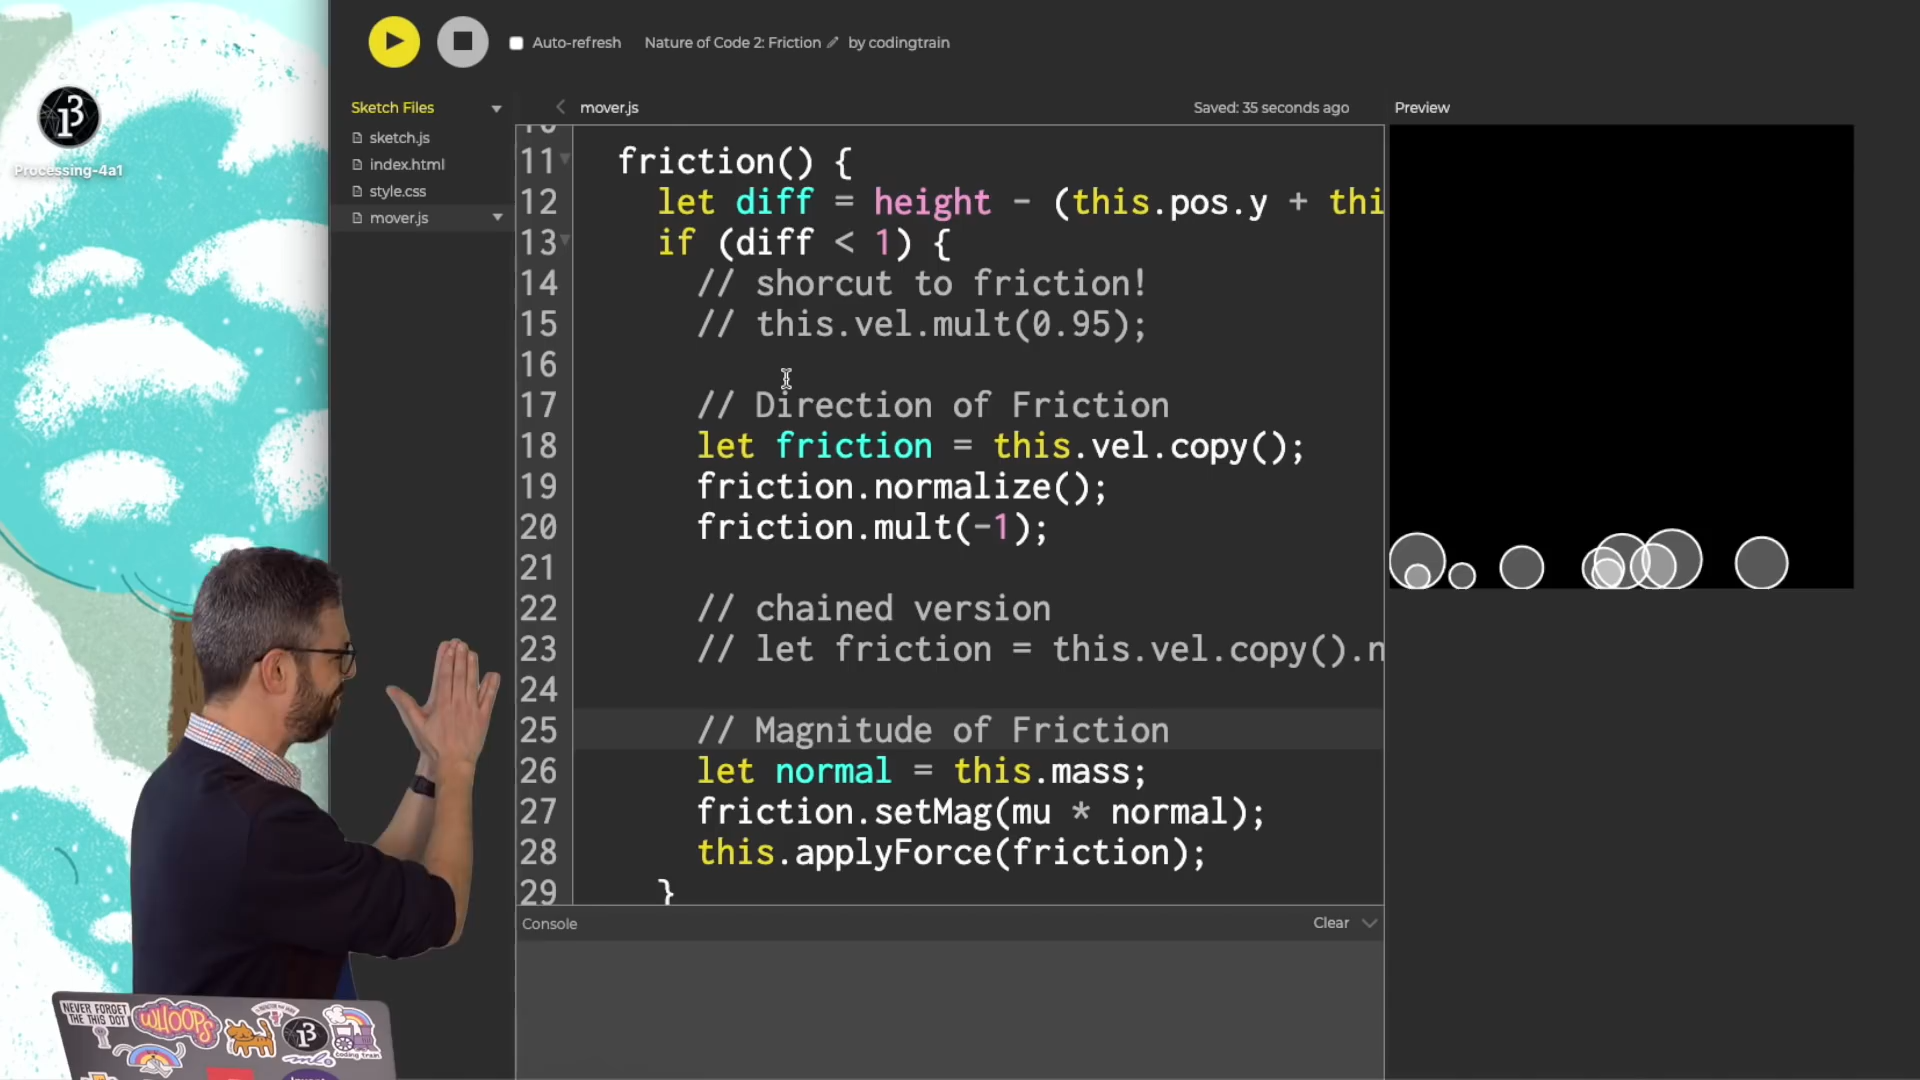 Auto-refresh
Nature of Code 2: Friction
by codingtrain
Sketch Files
mover.js
Saved: 35 seconds ago
Preview
sketch.js
index.html
style.css
mover.js
Processing-4a1
11 friction() {
12 let diff = height - (this.pos.y + thi
13 if (diff < 1) {
14 // shorcut to friction!
15 // this.vel.mult(0.95);
16
17 // Direction of Friction
18 let friction = this.vel.copy();
19 friction.normalize();
20 friction.mult(-1);
21
22 // chained version
23 // let friction = this.vel.copy().n
24
25 // Magnitude of Friction
26 let normal = this.mass;
27 friction.setMag(mu * normal);
28 this.applyForce(friction);
29 }
Console
Clear
NEVER FORGET
THE THIS DOT
WHOOPS
coding train